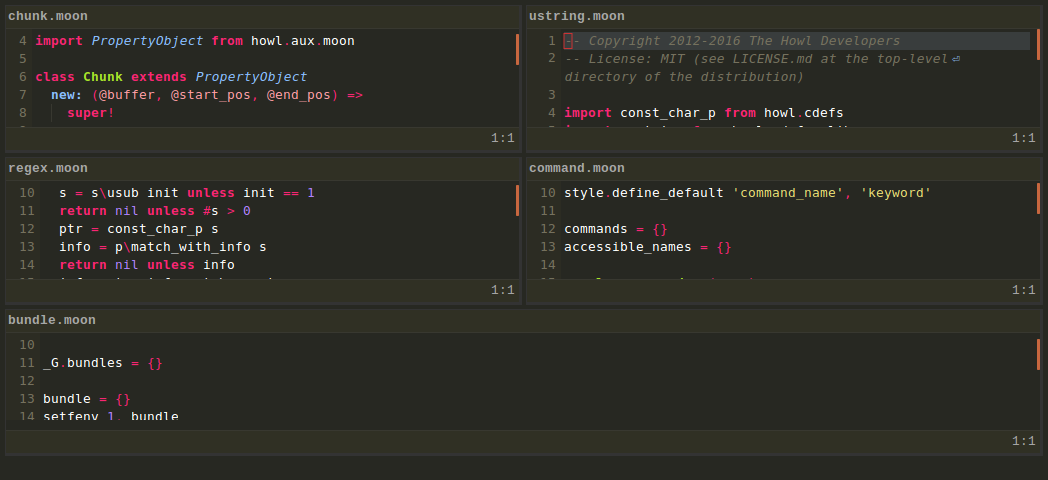 chunk.moon
4 import PropertyObject from howl.aux.moon
5
6 class Chunk extends PropertyObject
7 new: (@buffer, @start_pos, @end_pos) =>
8 super!
1:1
ustring.moon
1 -- Copyright 2012-2016 The Howl Developers
2 -- License: MIT (see LICENSE.md at the top-level⏎
directory of the distribution)
3
4 import const_char_p from howl.cdefs
1:1
regex.moon
10 s = s\usub init unless init == 1
11 return nil unless #s > 0
12 ptr = const_char_p s
13 info = p\match_with_info s
14 return nil unless info
1:1
command.moon
10 style.define_default 'command_name', 'keyword'
11
12 commands = {}
13 accessible_names = {}
14
1:1
bundle.moon
10
11 _G.bundles = {}
12
13 bundle = {}
14 setfenv 1, bundle
1:1